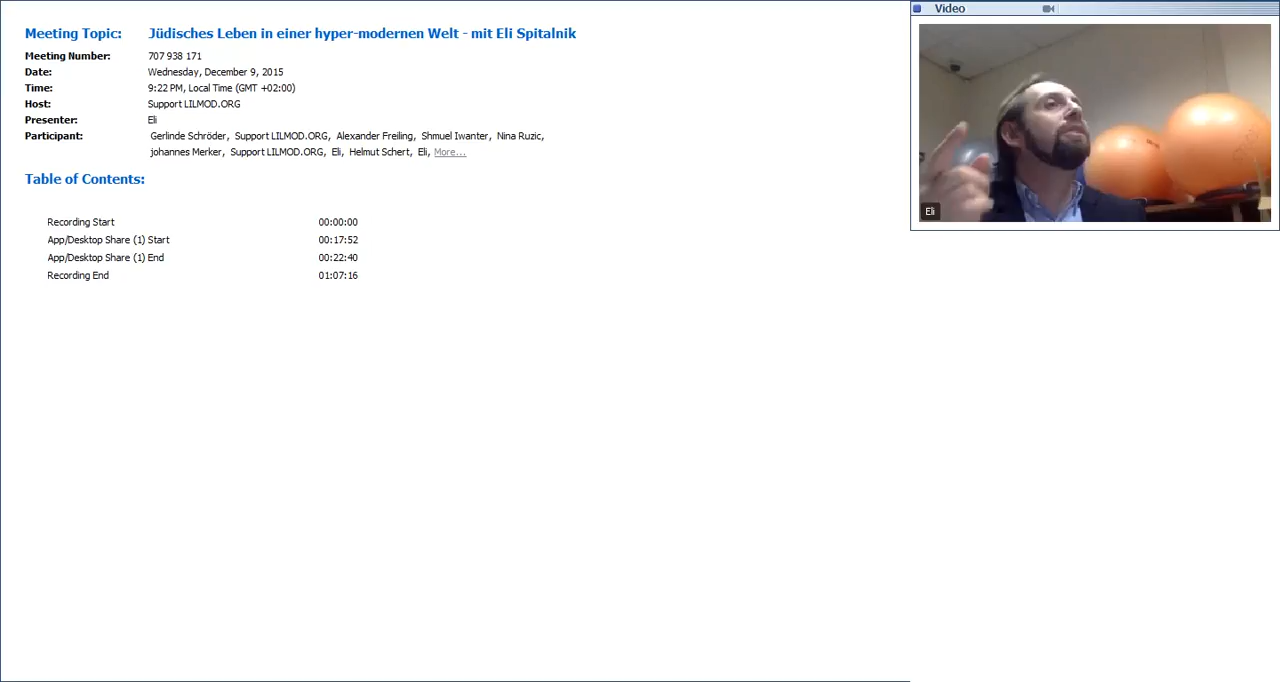 Meeting Topic: Jüdisches Leben in einer hyper-modernen Welt - mit Eli Spitalnik
Meeting Number: 707 938 171
Date: Wednesday, December 9, 2015
Time: 9:22 PM, Local Time (GMT +02:00)
Host: Support LILMOD.ORG
Presenter: Eli
Participant: Gerlinde Schröder, Support LILMOD.ORG, Alexander Freiling, Shmuel Iwanter, Nina Ruzic,
johannes Merker, Support LILMOD.ORG, Eli, Helmut Schert, Eli, More...
Table of Contents:
Recording Start 00:00:00
App/Desktop Share (1) Start 00:17:52
App/Desktop Share (1) End 00:22:40
Recording End 01:07:16
Video
Eli